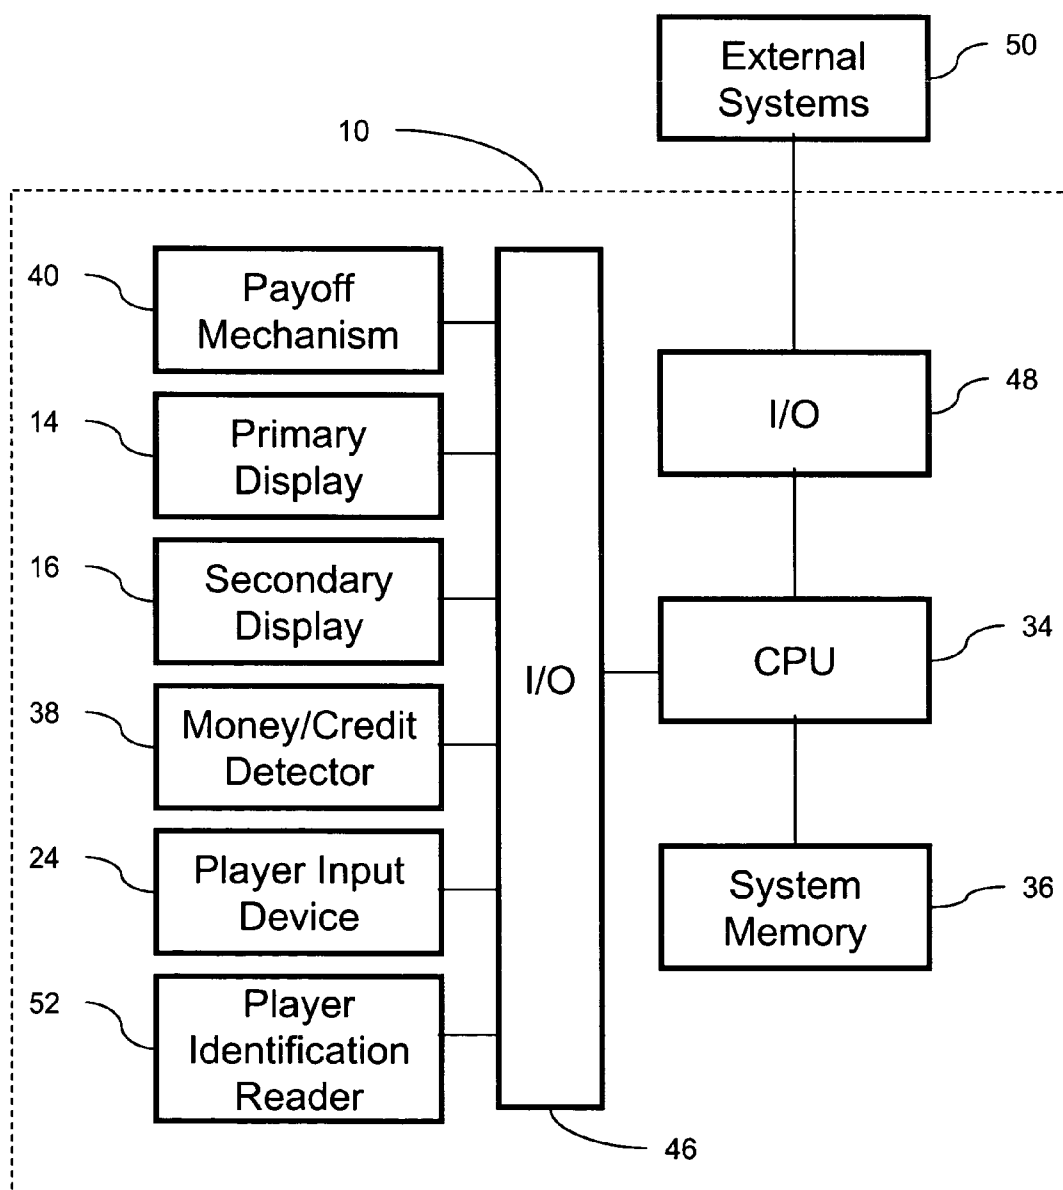 External
Systems
50
10
40
Payoff
Mechanism
14
Primary
Display
16
Secondary
Display
38
Money/Credit
Detector
24
Player Input
Device
52
Player
Identification
Reader
I/O
46
I/O
48
CPU
34
System
Memory
36